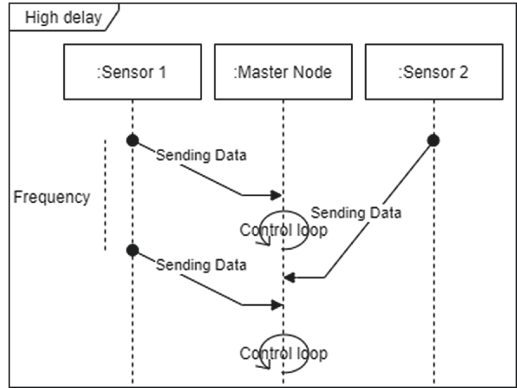 High delay
:Sensor 1
:Master Node
:Sensor 2
Sending Data
Frequency
Control loop
Sending Data
Sending Data
Control loop